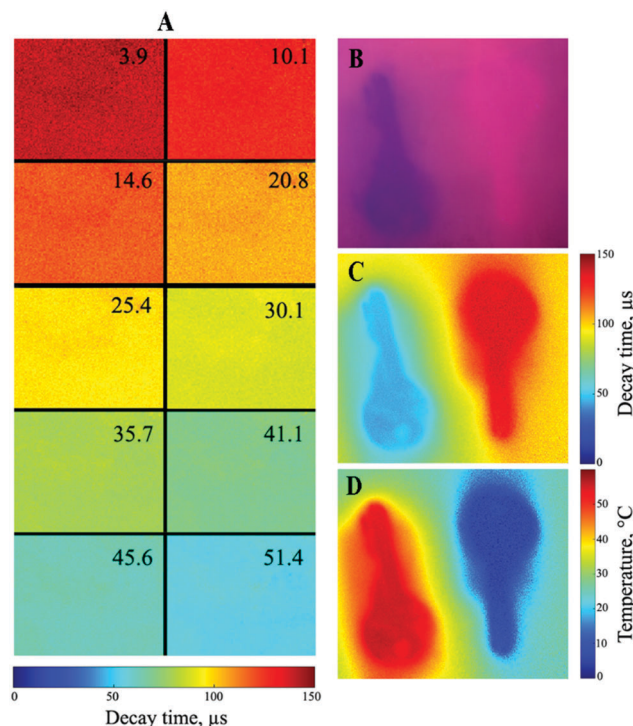 A
3.9 10.1
14.6 20.8
25.4 30.1
35.7 41.1
45.6 51.4
0 50 100 150
Decay time, µs
B
C
150
100
50
0
Decay time, µs
D
50
40
30
20
10
0
Temperature, °C